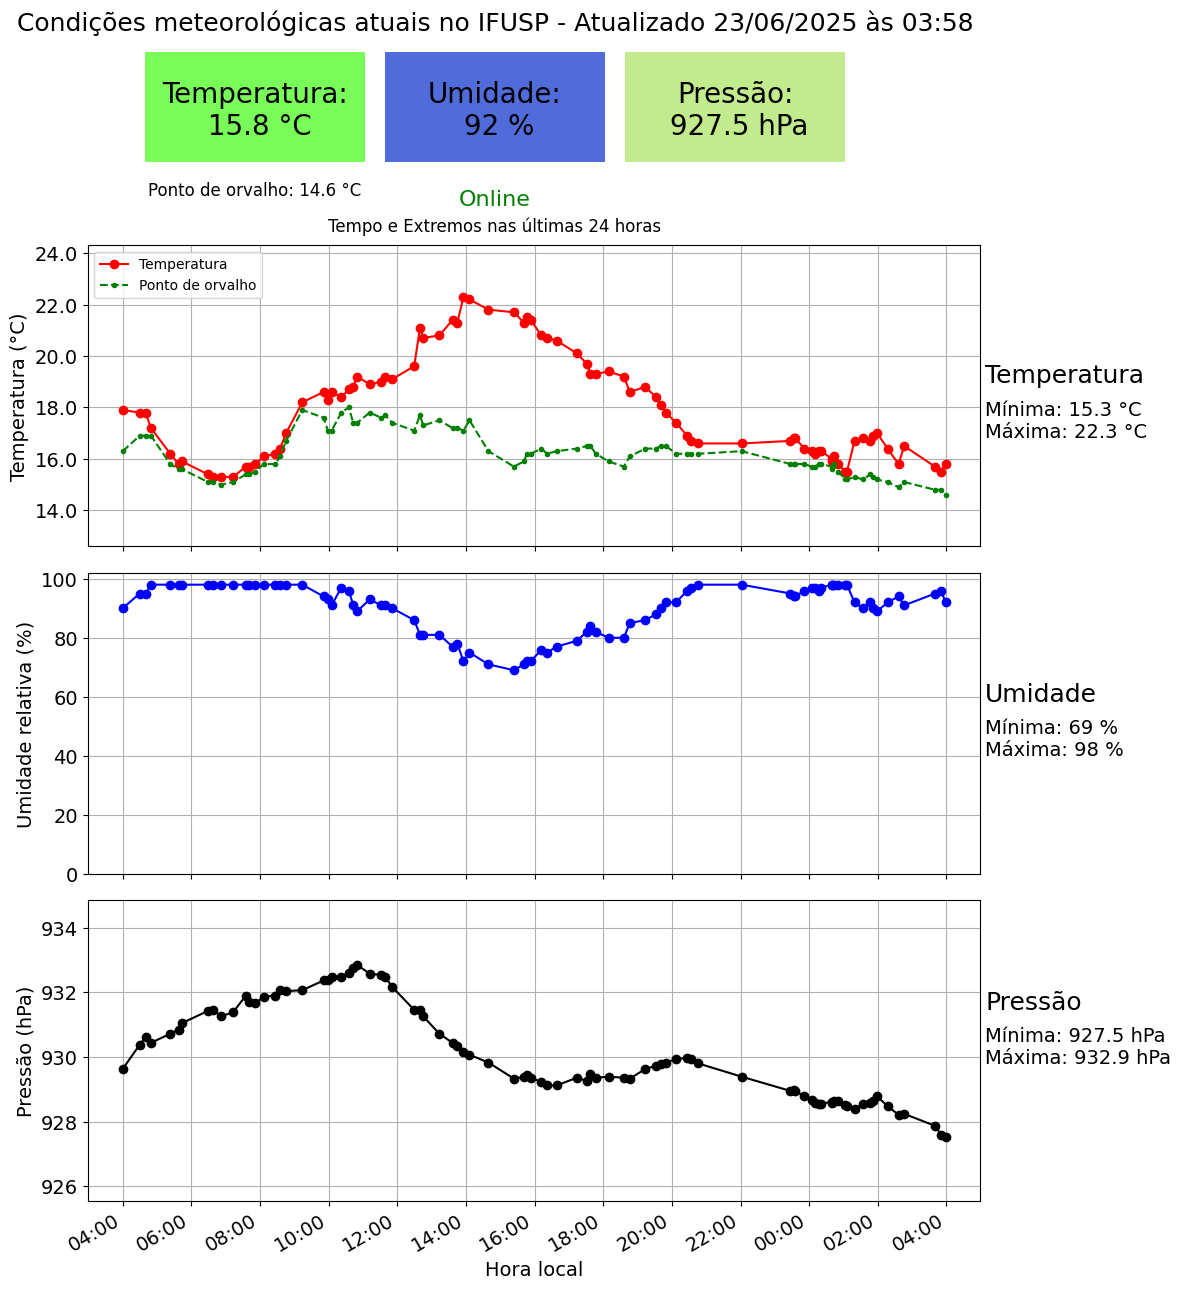 Condições meteorológicas atuais no IFUSP - Atualizado 23/06/2025 às 03:58
Temperatura:
15.8 °C
Umidade:
92 %
Pressão:
927.5 hPa
Ponto de orvalho: 14.6 °C
Online
Tempo e Extremos nas últimas 24 horas
Temperatura (°C)
24.0
22.0
20.0
18.0
16.0
14.0
Temperatura
Ponto de orvalho
Temperatura
Mínima: 15.3 °C
Máxima: 22.3 °C
Umidade relativa (%)
100
80
60
40
20
0
Umidade
Mínima: 69 %
Máxima: 98 %
Pressão (hPa)
934
932
930
928
926
Pressão
Mínima: 927.5 hPa
Máxima: 932.9 hPa
04:00 06:00 08:00 10:00 12:00 14:00 16:00 18:00 20:00 22:00 00:00 02:00 04:00
Hora local